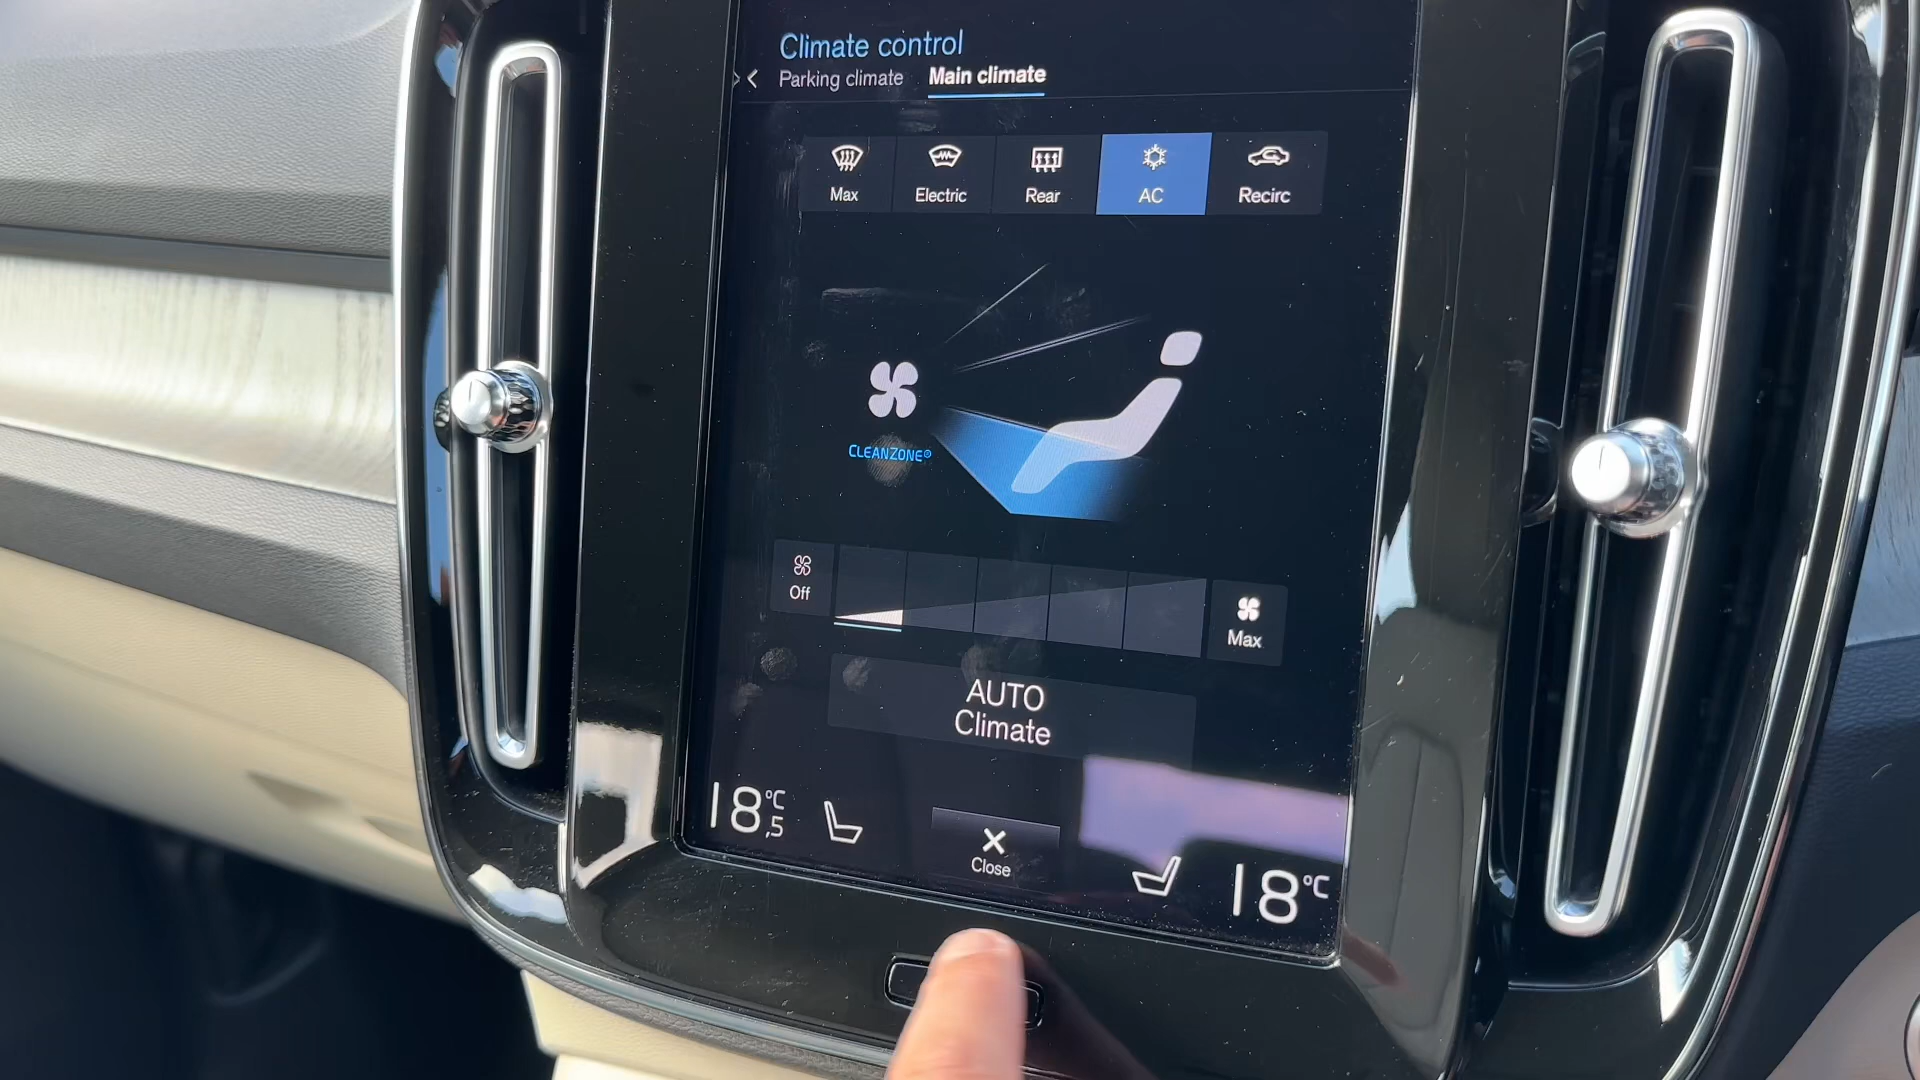 Climate control
Parking climate Main climate
Max Electric Rear AC Recirc
CLEANZONE®
Off
Max
AUTO
Climate
18,5 °C
Close
18 °C